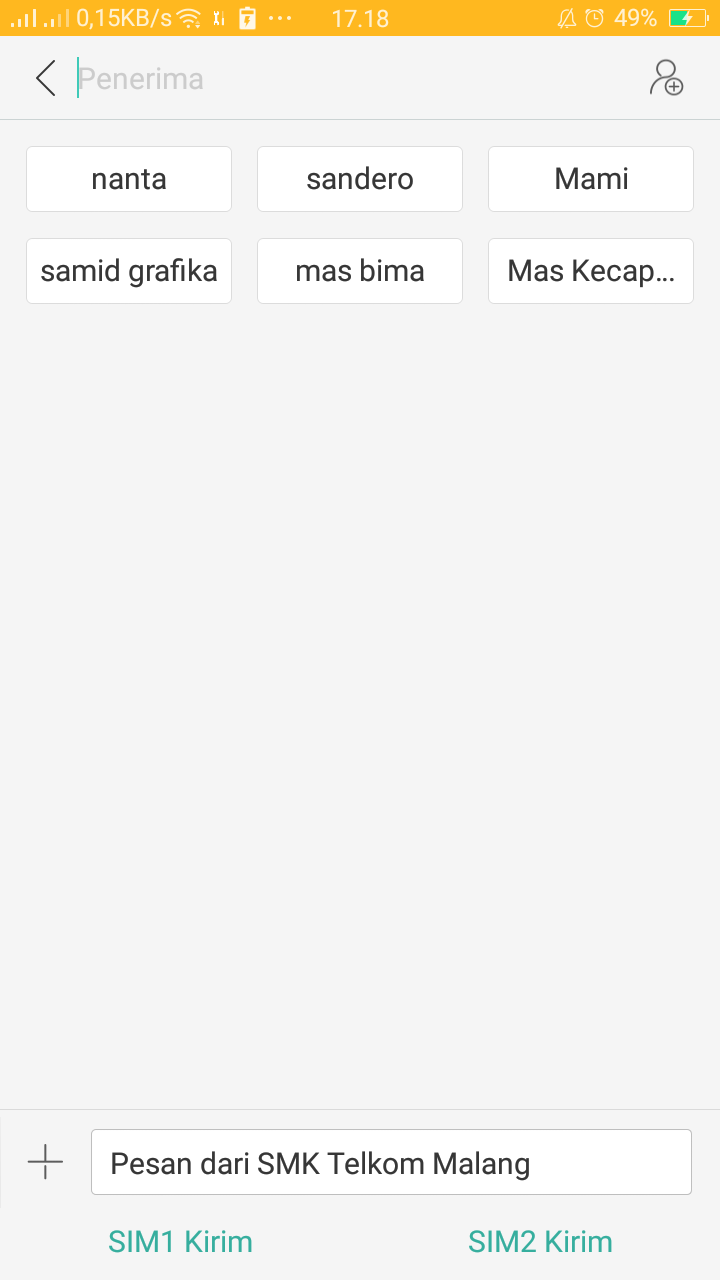 0,15KB/s 17.18 49%
Penerima
nanta sandero Mami
samid grafika mas bima Mas Kecap...
Pesan dari SMK Telkom Malang
SIM1 Kirim SIM2 Kirim